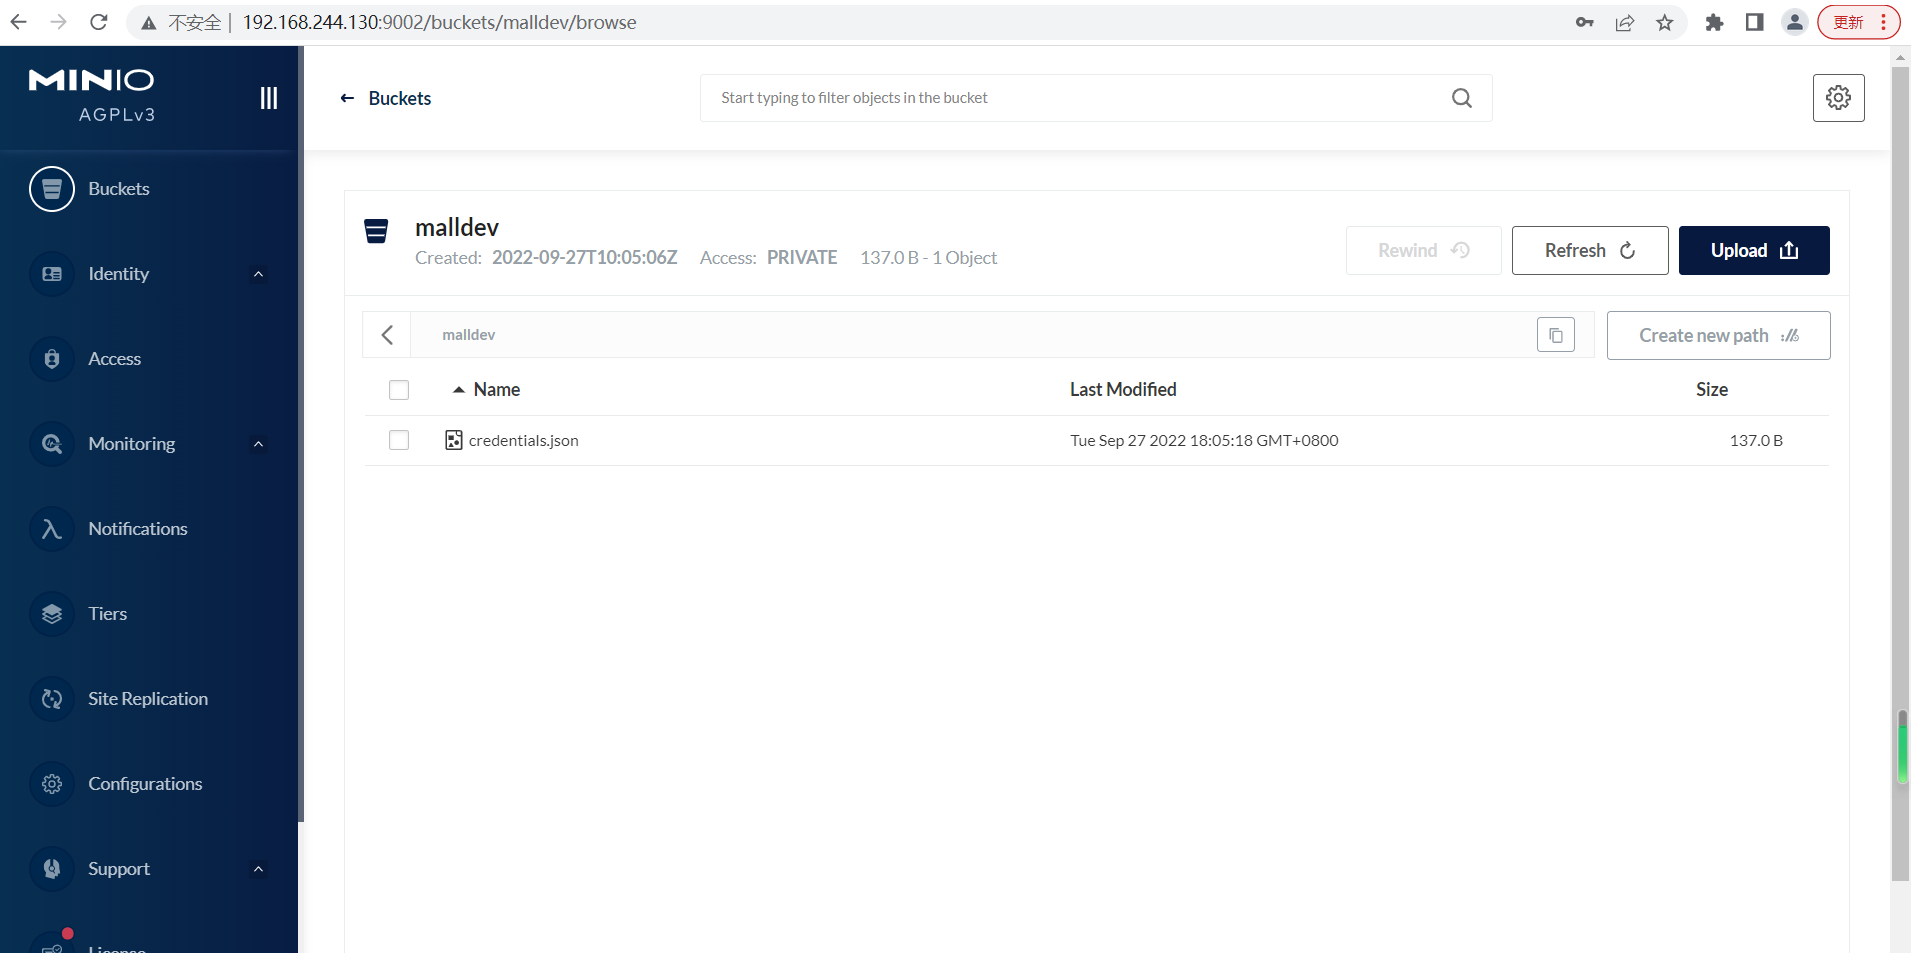 不安全 192.168.244.130:9002/buckets/malldev/browse 更新
MINIO
AGPLv3
Buckets
Identity
Access
Monitoring
Notifications
Tiers
Site Replication
Configurations
Support
License
Buckets
Start typing to filter objects in the bucket
malldev
Created: 2022-09-27T10:05:06Z Access: PRIVATE 137.0 B - 1 Object
Rewind Refresh Upload
malldev Create new path
Name Last Modified Size
credentials.json Tue Sep 27 2022 18:05:18 GMT+0800 137.0 B